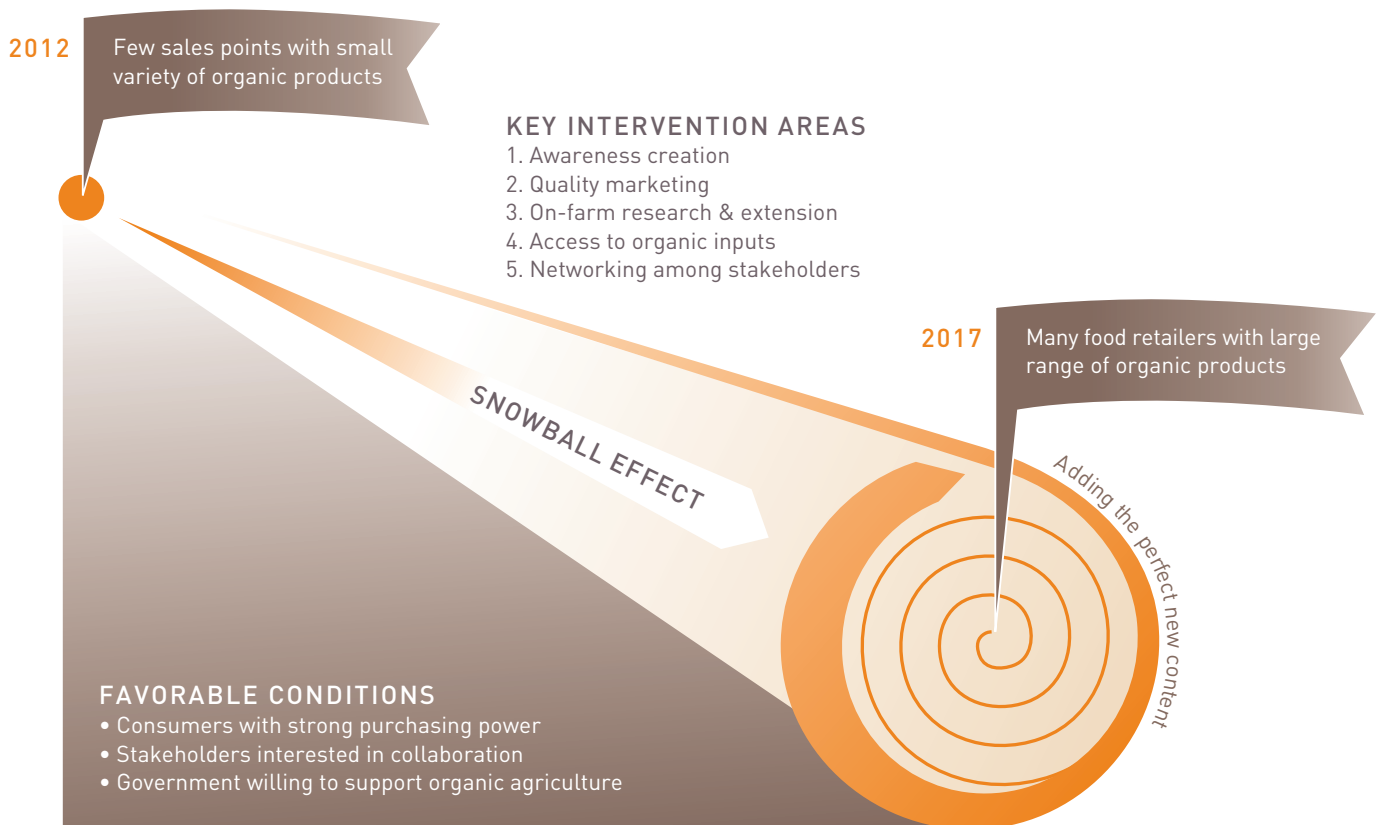 2012
Few sales points with small
variety of organic products
KEY INTERVENTION AREAS
1. Awareness creation
2. Quality marketing
3. On-farm research & extension
4. Access to organic inputs
5. Networking among stakeholders
2017
Many food retailers with large
range of organic products
SNOWBALL EFFECT
Adding the perfect new content
FAVORABLE CONDITIONS
• Consumers with strong purchasing power
• Stakeholders interested in collaboration
• Government willing to support organic agriculture